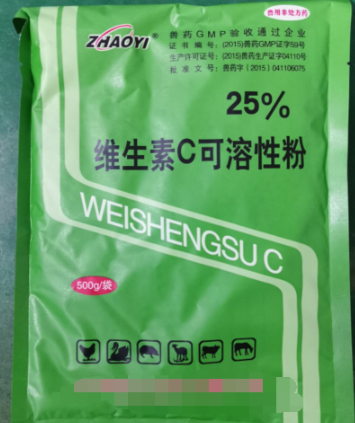 兽用非处方药
ZHAOYI®
兽药GMP验收通过企业
证书编号：(2015)兽药GMP证字59号
生产许可证号：(2015)兽药生产证字04110号
批准文号：兽药字（2015）041106075
25%
维生素C可溶性粉
WEISHENGSU C
500g/袋